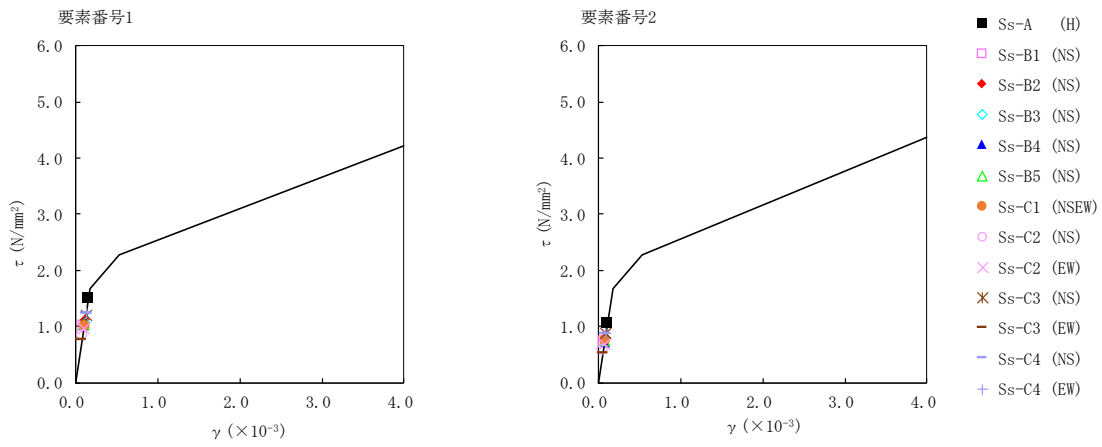 要素番号1
6.0
5.0
4.0
3.0
2.0
1.0
0.0
0.0 1.0 2.0 3.0 4.0
τ (N/mm²)
γ (×10⁻³)
要素番号2
6.0
5.0
4.0
3.0
2.0
1.0
0.0
0.0 1.0 2.0 3.0 4.0
τ (N/mm²)
γ (×10⁻³)
Ss-A (H)
Ss-B1 (NS)
Ss-B2 (NS)
Ss-B3 (NS)
Ss-B4 (NS)
Ss-B5 (NS)
Ss-C1 (NSEW)
Ss-C2 (NS)
Ss-C2 (EW)
Ss-C3 (NS)
Ss-C3 (EW)
Ss-C4 (NS)
Ss-C4 (EW)